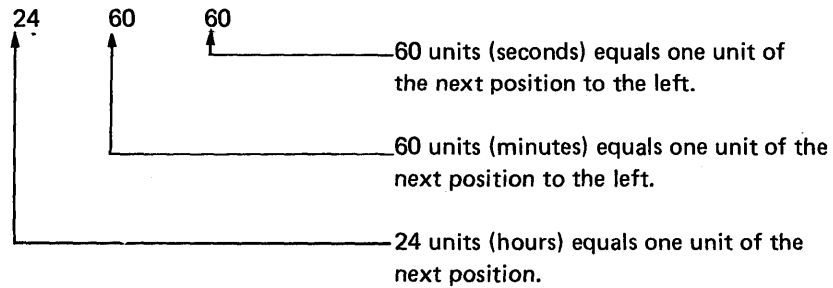 24 60 60
60 units (seconds) equals one unit of
the next position to the left.
60 units (minutes) equals one unit of the
next position to the left.
24 units (hours) equals one unit of the
next position.